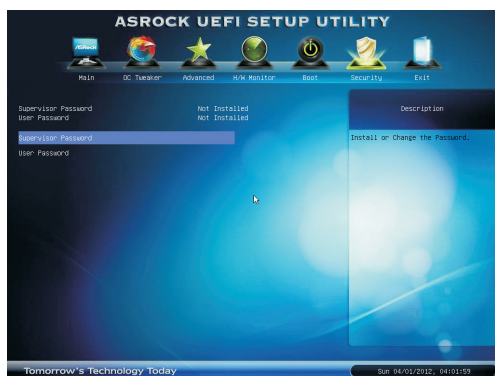 ASROCK UEFI SETUP UTILITY
ASRock
Main OC Tweaker Advanced H/W Monitor Boot Security Exit
Supervisor Password Not Installed
User Password Not Installed
Supervisor Password
User Password
Description
Install or Change the Password.
Tomorrow's Technology Today
Sun 04/01/2012, 04:01:59